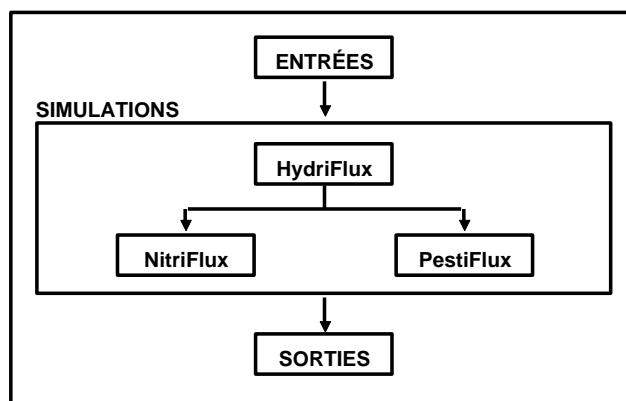 ENTRÉES
SIMULATIONS
HydriFlux
NitriFlux
PestiFlux
SORTIES